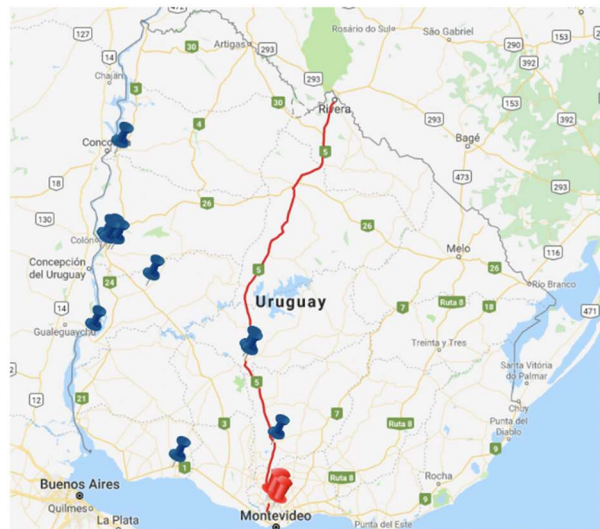 472
127
14
Chajarí
30
Artigas
293
Rosário do Sul
São Gabriel
290
392
153
3
30
293
Rivera
293
153
392
4
5
Bagé
Conco
18
473
293
130
26
26
Colón
Melo
116
Concepción
del Uruguay
24
5
26
Rio Branco
Uruguay
7
Ruta 8
18
14
471
Gualeguaychú
Treinta y Tres
Santa Vitória
do Palmar
12
21
5
3
7
Ruta 8
Chuy
Punta del
Diablo
9
1
Ruta 8
Rocha
9
Buenos Aires
Quilmes
La Plata
Montevideo
Punta del Este